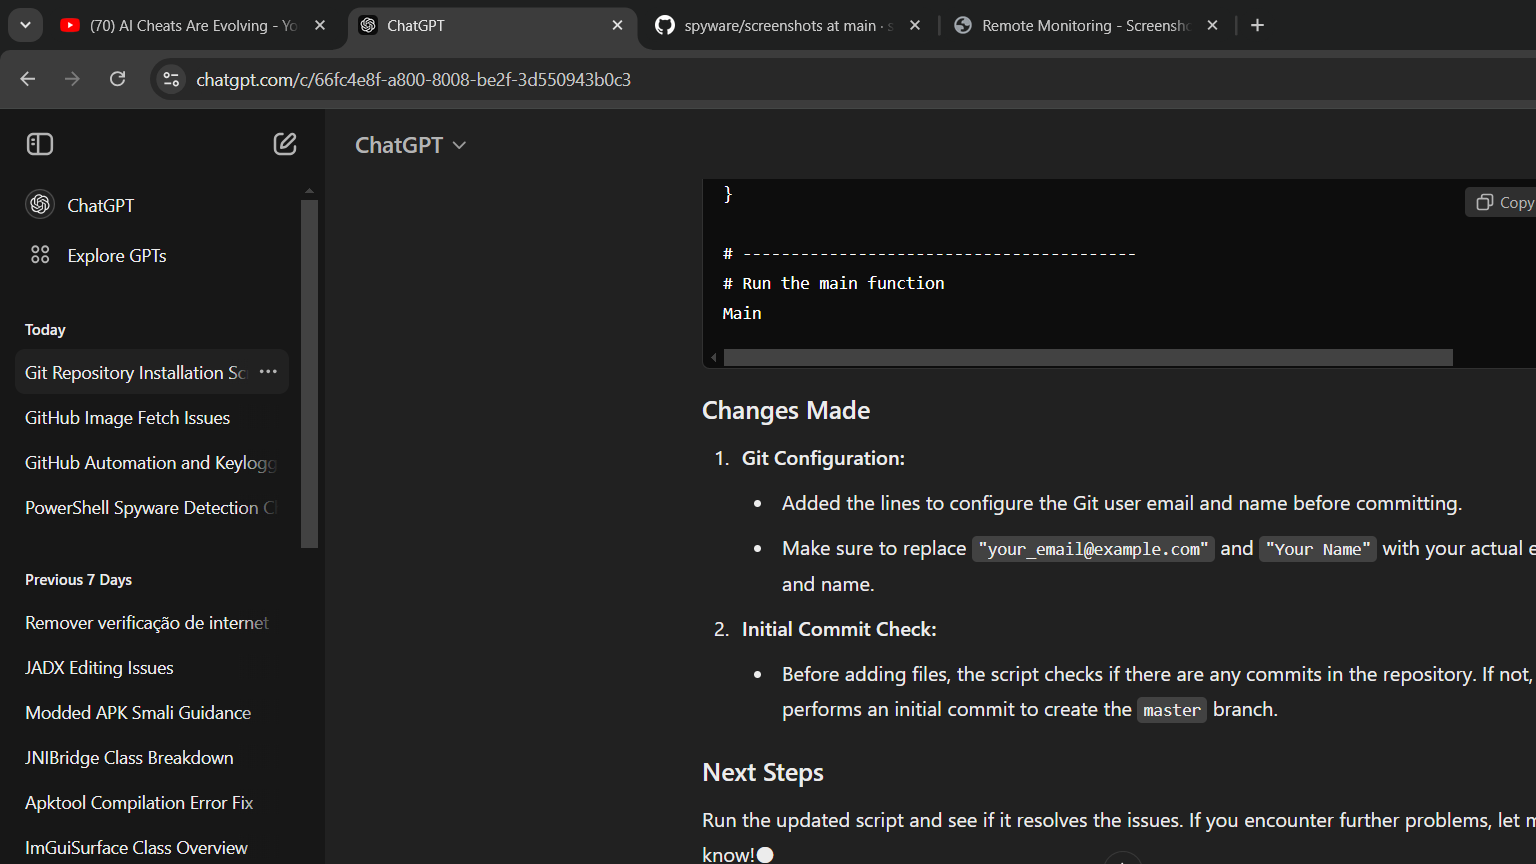 (70) AI Cheats Are Evolving - Yo
ChatGPT
spyware/screenshots at main · s
Remote Monitoring - Screensho
chatgpt.com/c/66fc4e8f-a800-8008-be2f-3d550943b0c3
ChatGPT
ChatGPT
Explore GPTs
Today
Git Repository Installation Sc
GitHub Image Fetch Issues
GitHub Automation and Keylogg
PowerShell Spyware Detection C
Previous 7 Days
Remover verificação de internet
JADX Editing Issues
Modded APK Smali Guidance
JNIBridge Class Breakdown
Apktool Compilation Error Fix
ImGuiSurface Class Overview
}
Copy
# -----------------------------------------
# Run the main function
Main
Changes Made
1. Git Configuration:
• Added the lines to configure the Git user email and name before committing.
• Make sure to replace "your_email@example.com" and "Your Name" with your actual e
and name.
2. Initial Commit Check:
• Before adding files, the script checks if there are any commits in the repository. If not,
performs an initial commit to create the master branch.
Next Steps
Run the updated script and see if it resolves the issues. If you encounter further problems, let m
know!